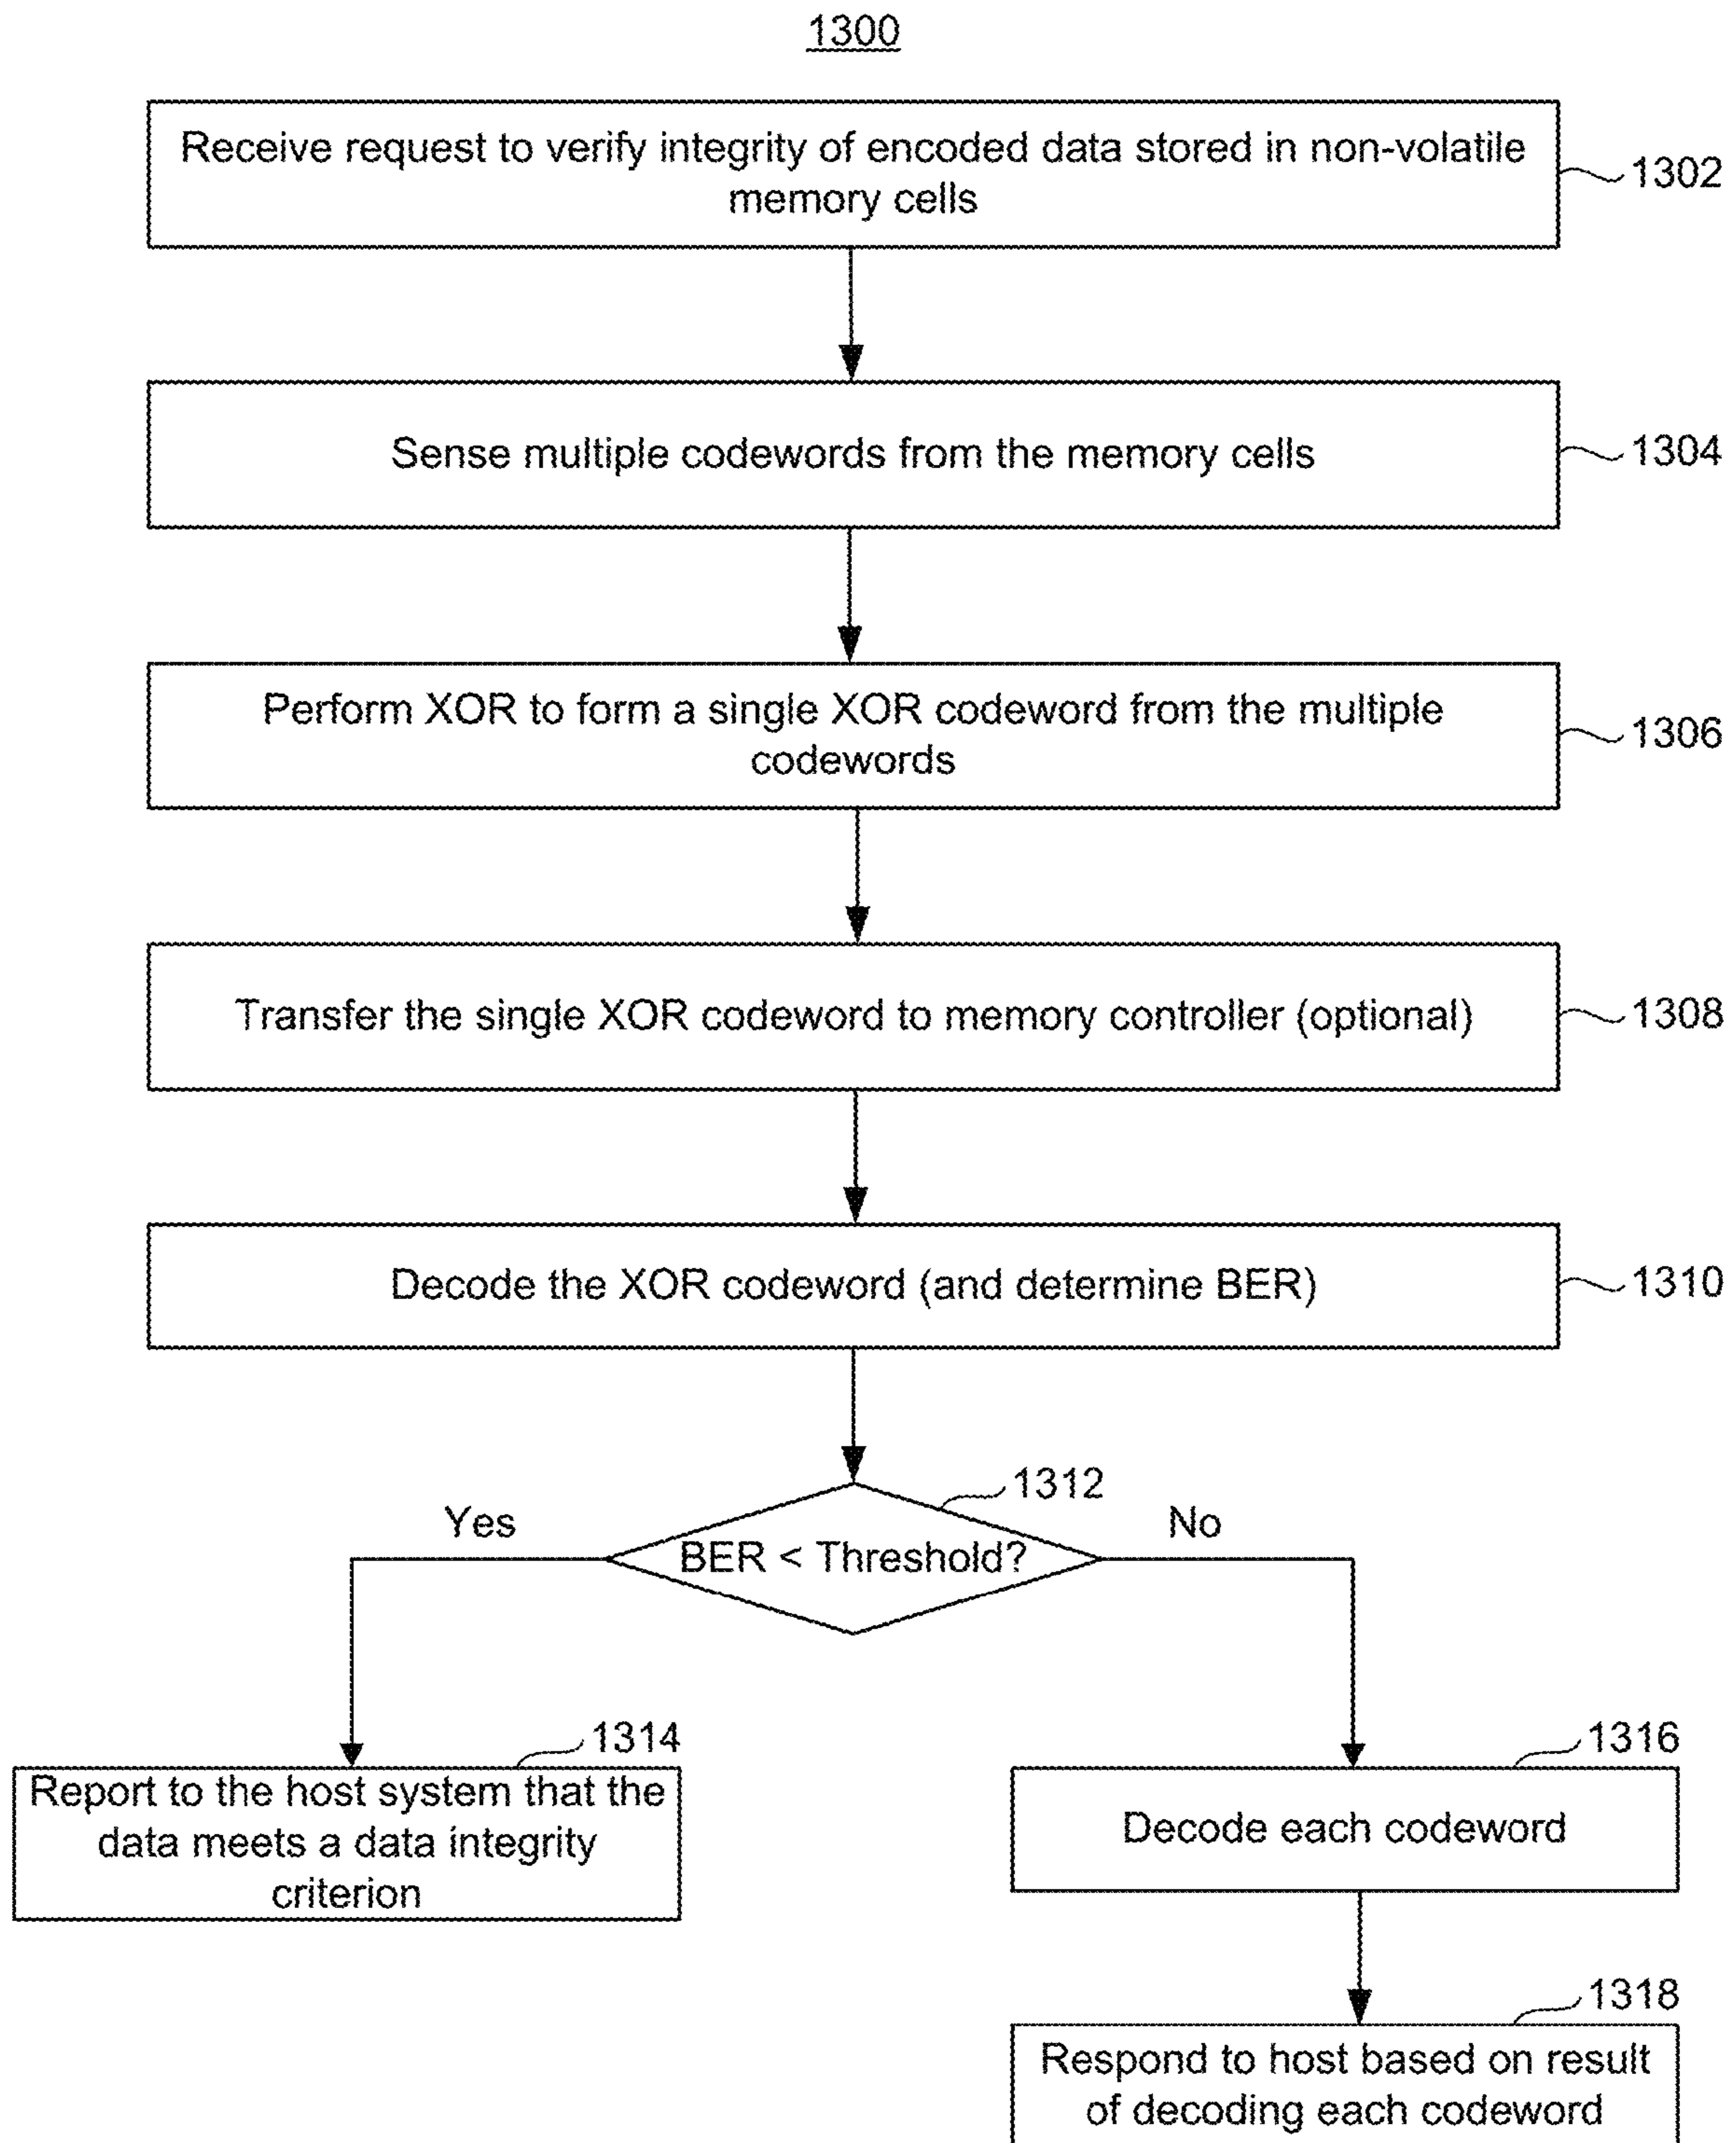 1300
Receive request to verify integrity of encoded data stored in non-volatile
memory cells
1302
Sense multiple codewords from the memory cells
1304
Perform XOR to form a single XOR codeword from the multiple
codewords
1306
Transfer the single XOR codeword to memory controller (optional)
1308
Decode the XOR codeword (and determine BER)
1310
1312
Yes
No
BER < Threshold?
1314
Report to the host system that the
data meets a data integrity
criterion
1316
Decode each codeword
1318
Respond to host based on result
of decoding each codeword